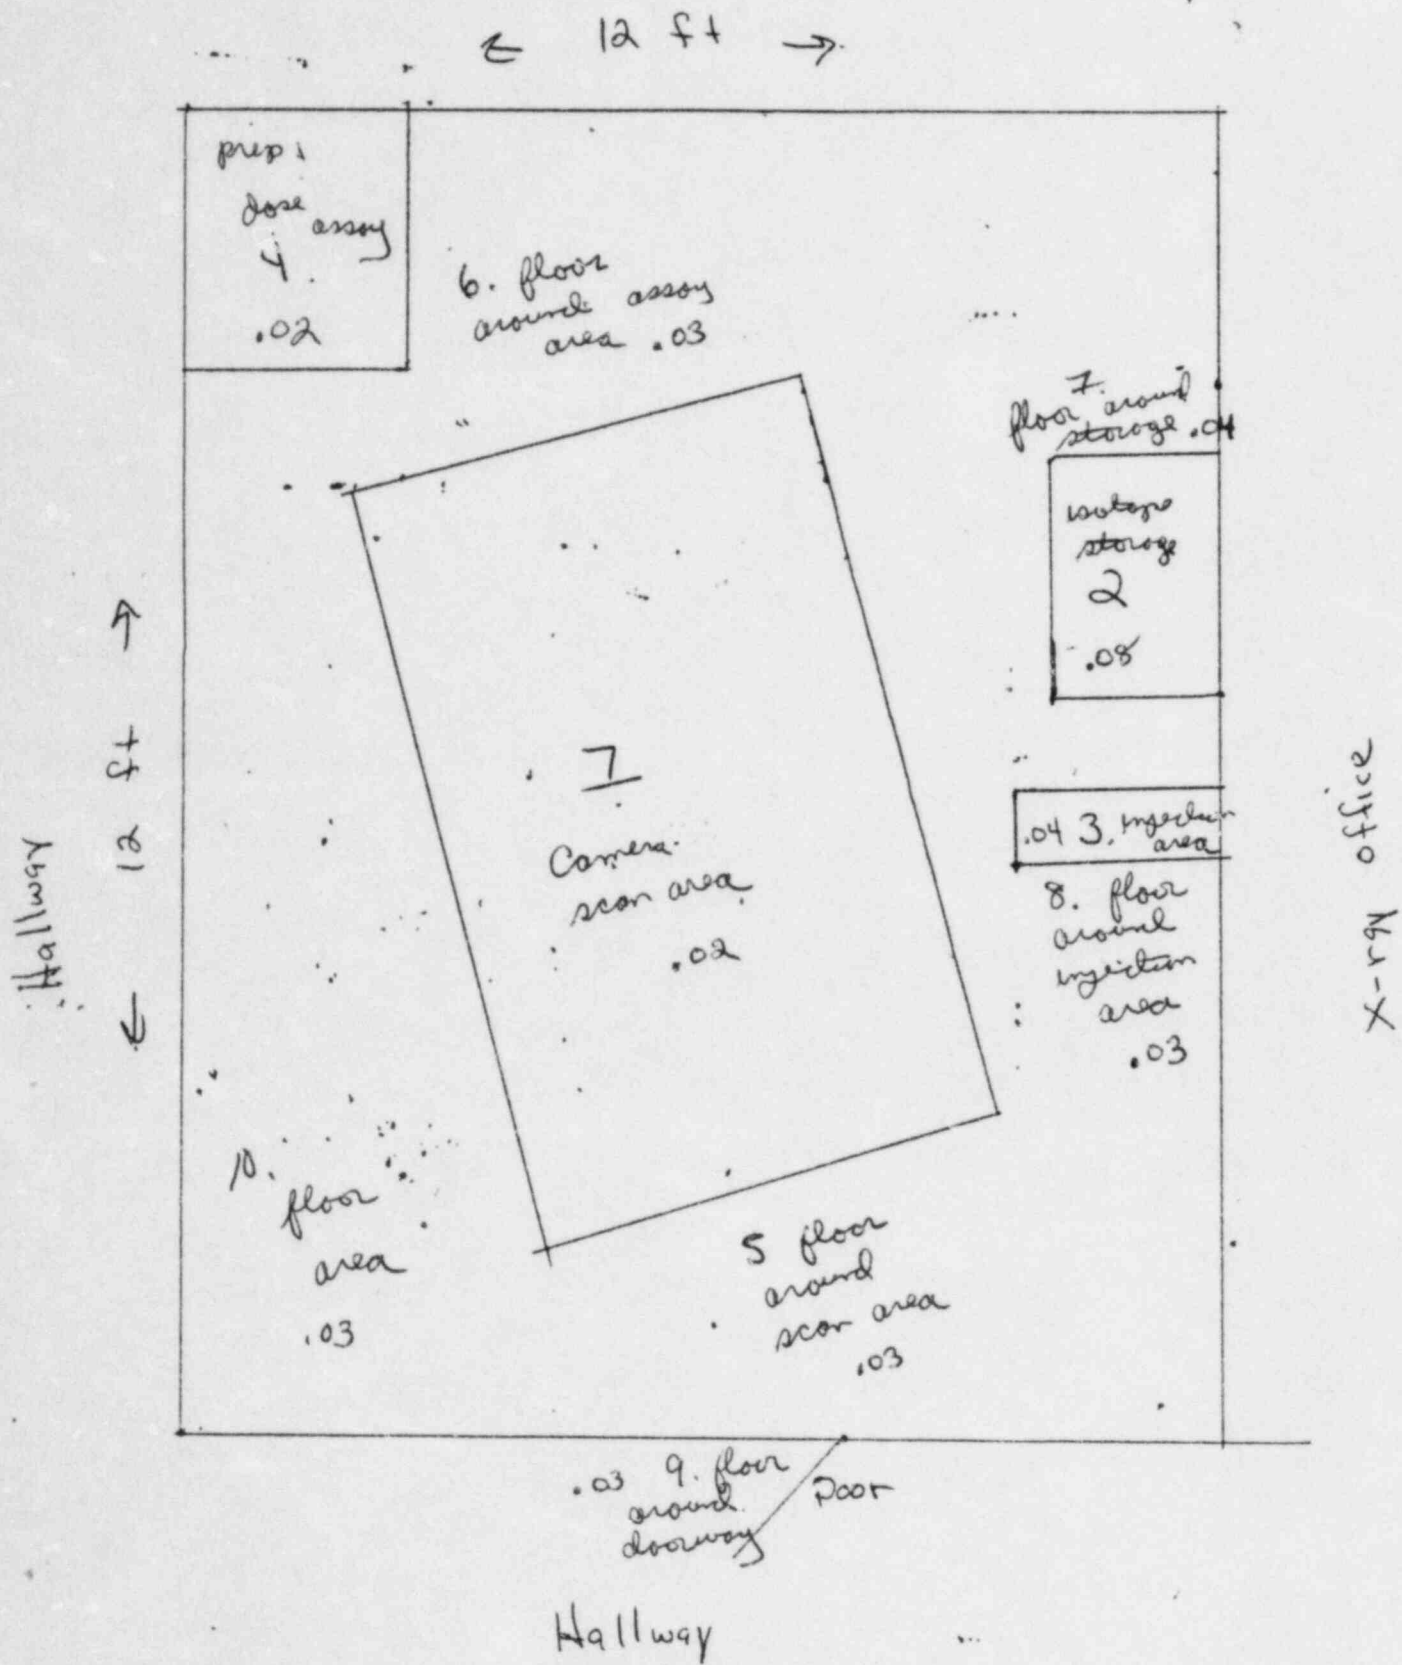 ← 12 ft →
prep &
dose assay
4.
.02
6. floor
around assay
area .03
7.
floor around
storage .04
isotope
storage
2
.08
7
Camera
scan area
.02
.04 3. injection
area
8. floor
around
injection
area
.03
10.
floor
area
.03
5 floor
around
scan area
.03
.03 9. floor
around
doorway
Door
Hallway
Hallway
← 12 ft →
X-ray office